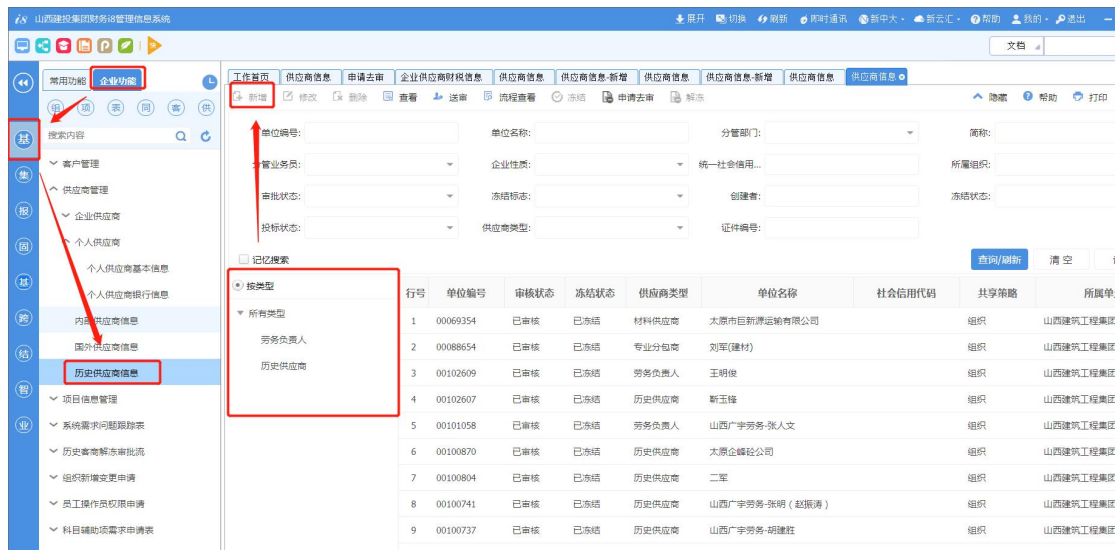 i8 山西建投集团财务i8管理信息系统 展开 切换 刷新 即时通讯 新中大 新云汇 帮助 我的 退出
文档
常用功能 企业功能
工作首页 供应商信息 申请去审 企业供应商财税信息 供应商信息 供应商信息-新增 供应商信息 供应商信息-新增 供应商信息 供应商信息
新增 修改 删除 查看 送审 流程查看 冻结 申请去审 解冻 隐藏 帮助 打印
组 项 表 同 客 供
搜索内容
基
集
报
固
基
跨
结
智
业
客户管理
供应商管理
企业供应商
个人供应商
个人供应商基本信息
个人供应商银行信息
内部供应商信息
国外供应商信息
历史供应商信息
项目信息管理
系统需求问题跟踪表
历史客商解冻审批流
组织新增变更申请
员工操作员权限申请
科目辅助项需求申请表
单位编号: 单位名称: 分管部门: 简称:
分管业务员: 企业性质: 统一社会信用... 所属组织:
审批状态: 冻结标志: 创建者: 冻结状态:
投标状态: 供应商类型: 证件编号:
记忆搜索 查询/刷新 清空
按类型
所有类型
劳务负责人
历史供应商
行号 单位编号 审核状态 冻结状态 供应商类型 单位名称 社会信用代码 共享策略 所属单
1 00069354 已审核 已冻结 材料供应商 太原市巨新源运输有限公司 组织 山西建筑工程集团
2 00088654 已审核 已冻结 专业分包商 刘军(建材) 组织 山西建筑工程集团
3 00102609 已审核 已冻结 劳务负责人 王明俊 组织 山西建筑工程集团
4 00102607 已审核 已冻结 历史供应商 靳玉锋 组织 山西建筑工程集团
5 00101058 已审核 已冻结 劳务负责人 山西广宇劳务-张人文 组织 山西建筑工程集团
6 00100870 已审核 已冻结 历史供应商 太原企峰砼公司 组织 山西建筑工程集团
7 00100804 已审核 已冻结 历史供应商 二军 组织 山西建筑工程集团
8 00100741 已审核 已冻结 历史供应商 山西广宇劳务-张明（赵振涛） 组织 山西建筑工程集团
9 00100737 已审核 已冻结 历史供应商 山西广宇劳务-胡建胜 组织 山西建筑工程集团